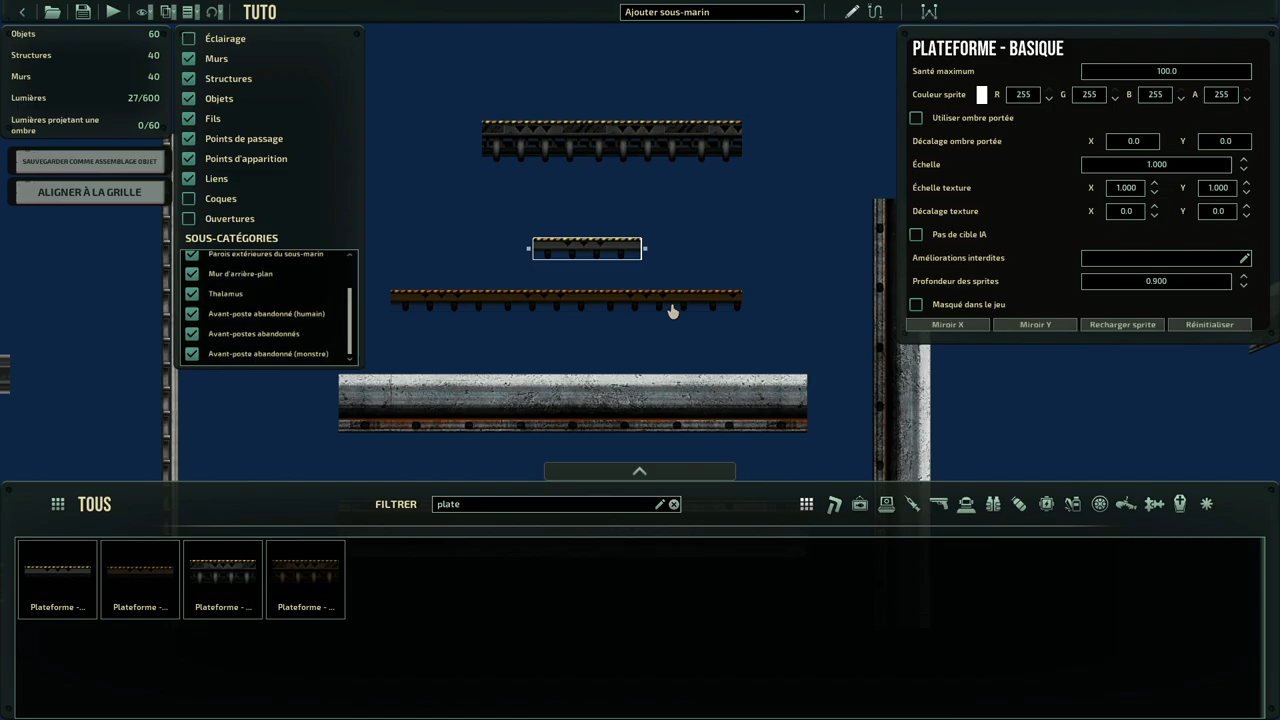 TUTO
Ajouter sous-marin
Objets 60
Structures 40
Murs 40
Lumières 27/600
Lumières projetant une
ombre 0/60
SAUVEGARDER COMME ASSEMBLAGE OBJET
ALIGNER À LA GRILLE
Éclairage
Murs
Structures
Objets
Fils
Points de passage
Points d'apparition
Liens
Coques
Ouvertures
SOUS-CATÉGORIES
Parois extérieures du sous-marin
Mur d'arrière-plan
Thalamus
Avant-poste abandonné (humain)
Avant-postes abandonnés
Avant-poste abandonné (monstre)
PLATEFORME - BASIQUE
Santé maximum 100.0
Couleur sprite R 255 G 255 B 255 A 255
Utiliser ombre portée
Décalage ombre portée X 0.0 Y 0.0
Échelle 1.000
Échelle texture X 1.000 Y 1.000
Décalage texture X 0.0 Y 0.0
Pas de cible IA
Améliorations interdites
Profondeur des sprites 0.900
Masqué dans le jeu
Miroir X Miroir Y Recharger sprite Réinitialiser
TOUS
FILTRER plate
Plateforme -... Plateforme -... Plateforme - ... Plateforme - ...